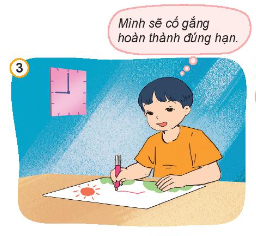 Mình sẽ cố gắng
hoàn thành đúng hạn.
3